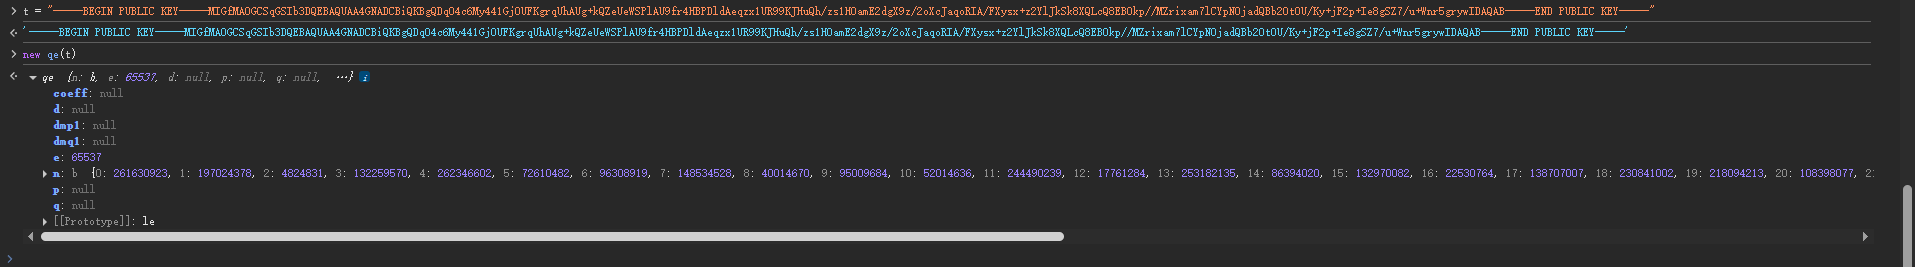 t = "-----BEGIN PUBLIC KEY-----MIGfMA0GCSqGSIb3DQEBAQUAA4GNADCBiQKBgQDq04c6My441Gj0UFKgrqUhAUg+kQZeUeWSPlAU9fr4HBPDldAeqzx1UR99KJHuQh/zs1HOamE2dgX9z/2oXcJaqoRIA/FXysx+z2YlJkSk8XQLcQ8EBOkp//MZrixam7lCYpNOjadQBb2OtOU/Ky+jF2p+Ie8gSZ7/u+Wnr5grywIDAQAB-----END PUBLIC KEY-----"
'-----BEGIN PUBLIC KEY-----MIGfMA0GCSqGSIb3DQEBAQUAA4GNADCBiQKBgQDq04c6My441Gj0UFKgrqUhAUg+kQZeUeWSPlAU9fr4HBPDldAeqzx1UR99KJHuQh/zs1HOamE2dgX9z/2oXcJaqoRIA/FXysx+z2YlJkSk8XQLcQ8EBOkp//MZrixam7lCYpNOjadQBb2OtOU/Ky+jF2p+Ie8gSZ7/u+Wnr5grywIDAQAB-----END PUBLIC KEY-----'
new qe(t)
qe {n: b, e: 65537, d: null, p: null, q: null, …} i
coeff: null
d: null
dmp1: null
dmq1: null
e: 65537
n: b {0: 261630923, 1: 197024378, 2: 4824831, 3: 132259570, 4: 262346602, 5: 72610482, 6: 96308919, 7: 148534528, 8: 40014670, 9: 95009684, 10: 52014636, 11: 244490239, 12: 17761284, 13: 253182135, 14: 86394020, 15: 132970082, 16: 22530764, 17: 138707007, 18: 230841002, 19: 218094213, 20: 108398077, 2
p: null
q: null
[[Prototype]]: le